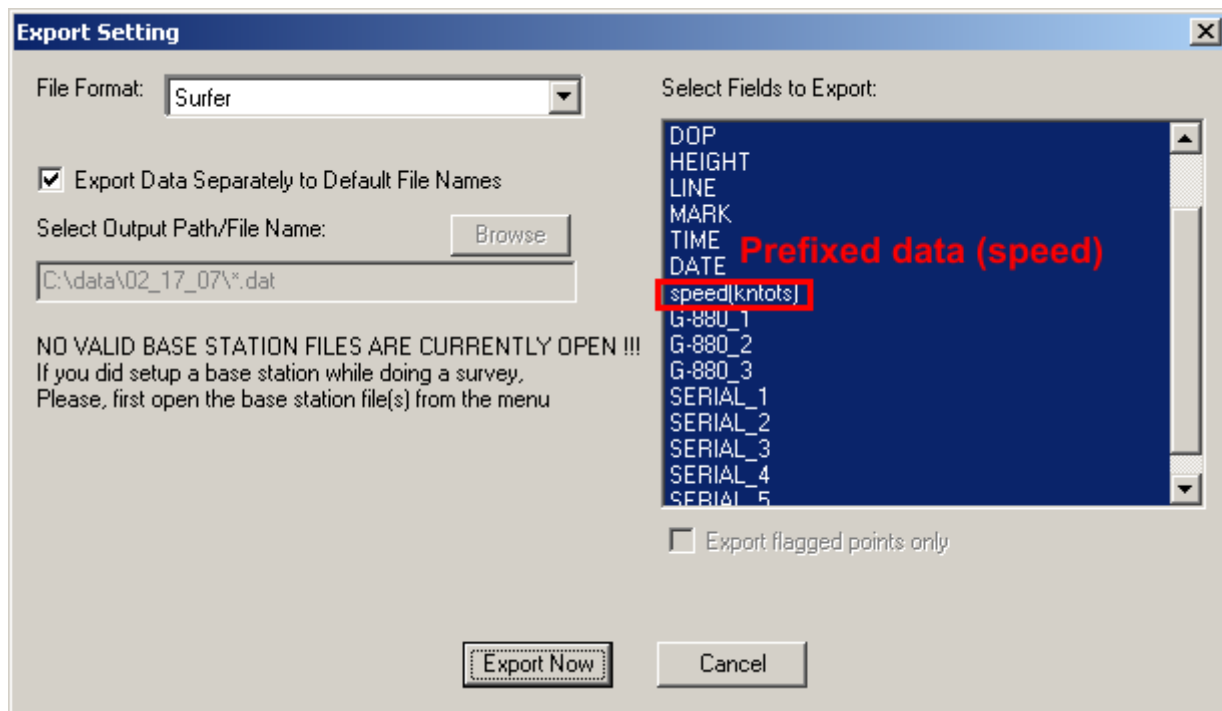 Export Setting
File Format:
Surfer
Export Data Separately to Default File Names
Select Output Path/File Name:
Browse
C:\data\02_17_07\*.dat
NO VALID BASE STATION FILES ARE CURRENTLY OPEN !!!
If you did setup a base station while doing a survey,
Please, first open the base station file(s) from the menu
Select Fields to Export:
DOP
HEIGHT
LINE
MARK
TIME
DATE
Prefixed data (speed)
speed(kntots)
G-880_1
G-880_2
G-880_3
SERIAL_1
SERIAL_2
SERIAL_3
SERIAL_4
SERIAL_5
Export flagged points only
Export Now
Cancel